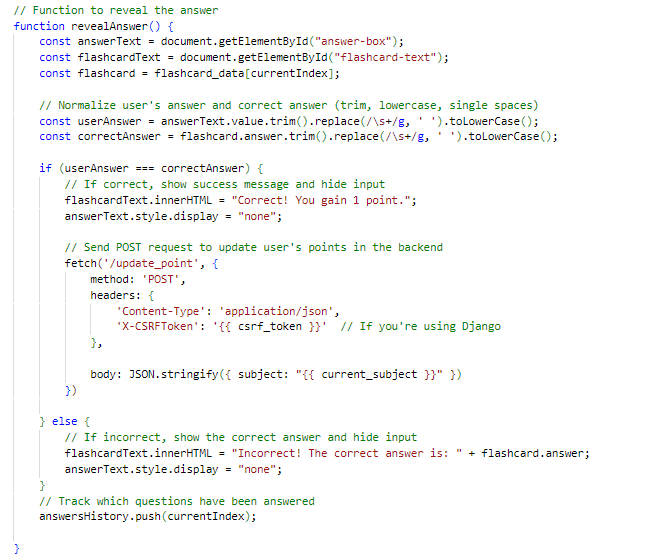 // Function to reveal the answer
function revealAnswer() {
const answerText = document.getElementById("answer-box");
const flashcardText = document.getElementById("flashcard-text");
const flashcard = flashcard_data[currentIndex];
// Normalize user's answer and correct answer (trim, lowercase, single spaces)
const userAnswer = answerText.value.trim().replace(/\s+/g, ' ').toLowerCase();
const correctAnswer = flashcard.answer.trim().replace(/\s+/g, ' ').toLowerCase();
if (userAnswer === correctAnswer) {
// If correct, show success message and hide input
flashcardText.innerHTML = "Correct! You gain 1 point.";
answerText.style.display = "none";
// Send POST request to update user's points in the backend
fetch('/update_point', {
method: 'POST',
headers: {
'Content-Type': 'application/json',
'X-CSRFToken': '{{ csrf_token }}'  // If you're using Django
},
body: JSON.stringify({ subject: "{{ current_subject }}" })
})
} else {
// If incorrect, show the correct answer and hide input
flashcardText.innerHTML = "Incorrect! The correct answer is: " + flashcard.answer;
answerText.style.display = "none";
}
// Track which questions have been answered
answersHistory.push(currentIndex);
}